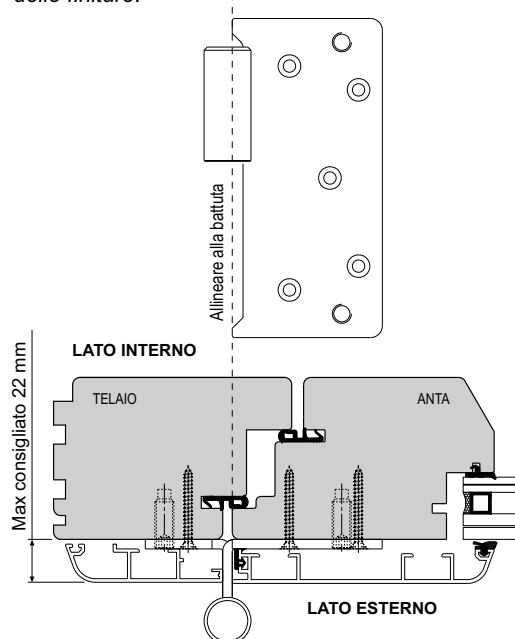 delle finiture.
Allineare alla battuta
LATO INTERNO
TELAIO
ANTA
Max consigliato 22 mm
LATO ESTERNO